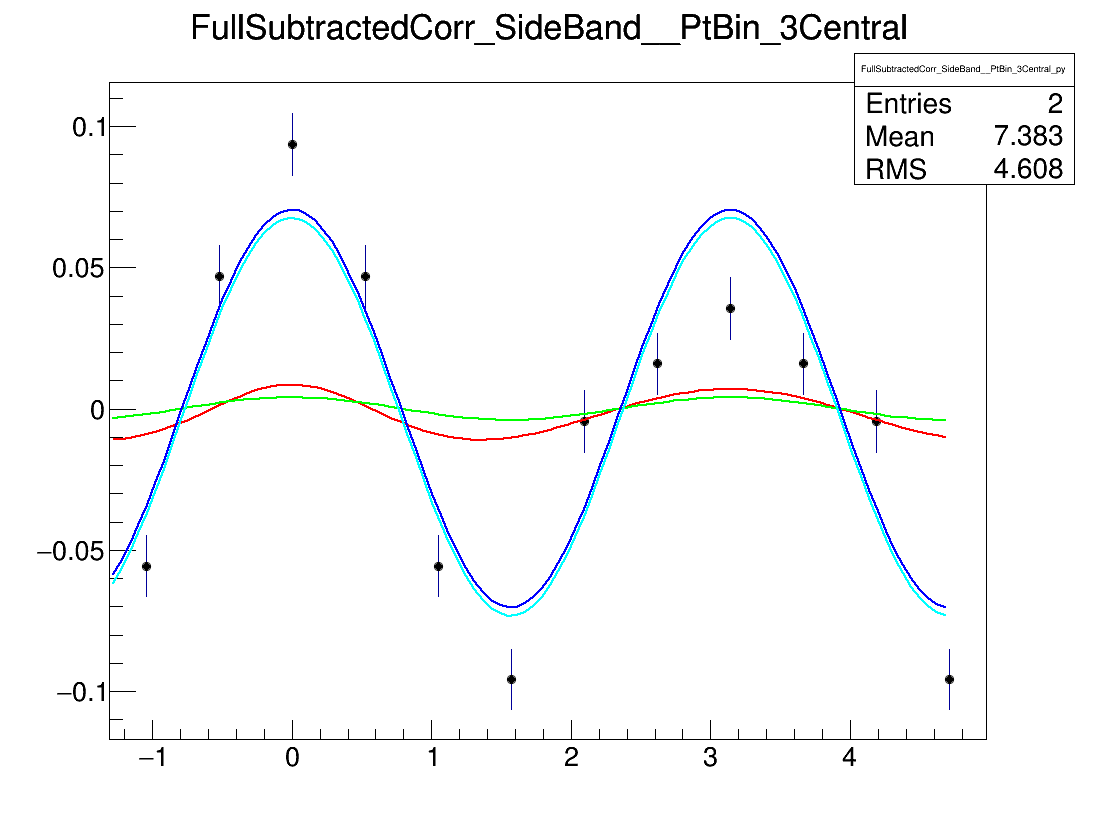 FullSubtractedCorr_SideBand__PtBin_3Central
FullSubtractedCorr_SideBand__PtBin_3Central_py
Entries 2
Mean 7.383
RMS 4.608
0.1
0.05
0
−0.05
−0.1
−1 0 1 2 3 4